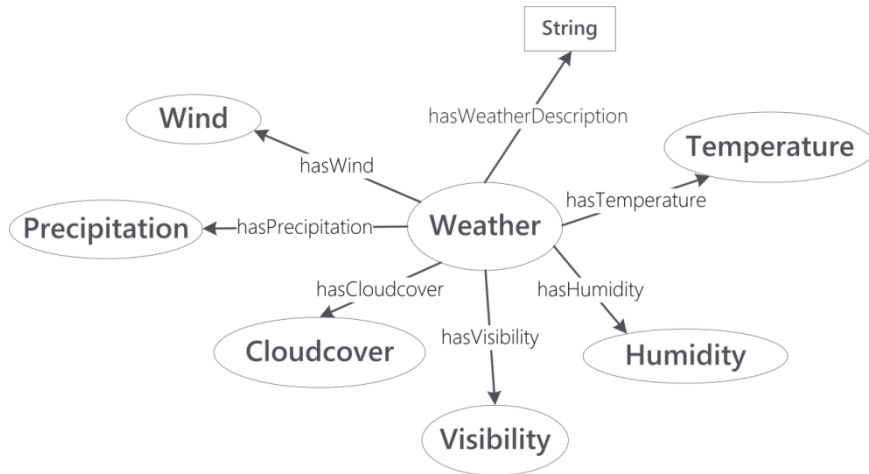 String
hasWeatherDescription
Wind
Temperature
hasWind
hasTemperature
Precipitation
hasPrecipitation
Weather
hasCloudcover
hasHumidity
hasVisibility
Cloudcover
Humidity
Visibility